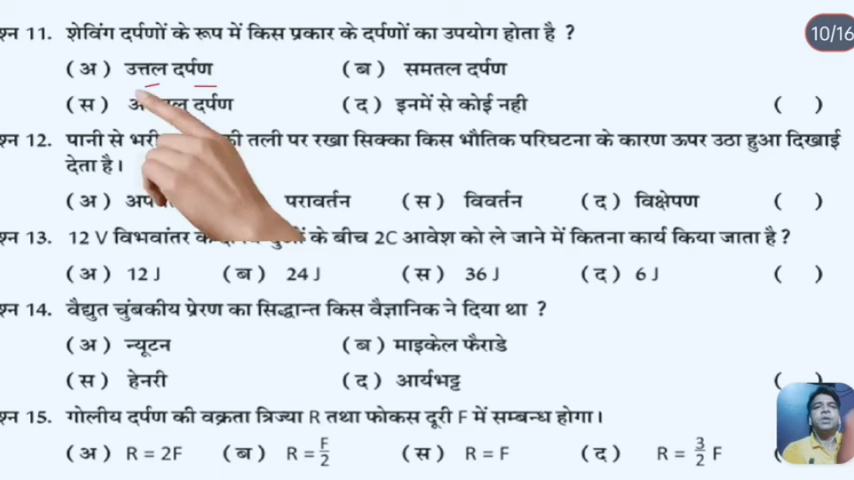 श्न 11. शेविंग दर्पणों के रूप में किस प्रकार के दर्पणों का उपयोग होता है ?
10/16
( अ ) उत्तल दर्पण ( ब ) समतल दर्पण
( स ) दर्पण ( द ) इनमें से कोई नही ( )
श्न 12. पानी से भरी की तली पर रखा सिक्का किस भौतिक परिघटना के कारण ऊपर उठा हुआ दिखाई
देता है।
( अ ) परावर्तन ( स ) विवर्तन ( द ) विक्षेपण ( )
श्न 13. 12 V विभवांतर के बीच 2C आवेश को ले जाने में कितना कार्य किया जाता है ?
( अ ) 12 J ( ब ) 24 J ( स ) 36 J ( द ) 6 J ( )
श्न 14. वैद्युत चुंबकीय प्रेरण का सिद्धान्त किस वैज्ञानिक ने दिया था ?
( अ ) न्यूटन ( ब ) माइकेल फैराडे
( स ) हेनरी ( द ) आर्यभट्ट ( )
श्न 15. गोलीय दर्पण की वक्रता त्रिज्या R तथा फोकस दूरी F में सम्बन्ध होगा।
( अ ) R = 2F ( ब ) R = F/2 ( स ) R = F ( द ) R = 3/2 F